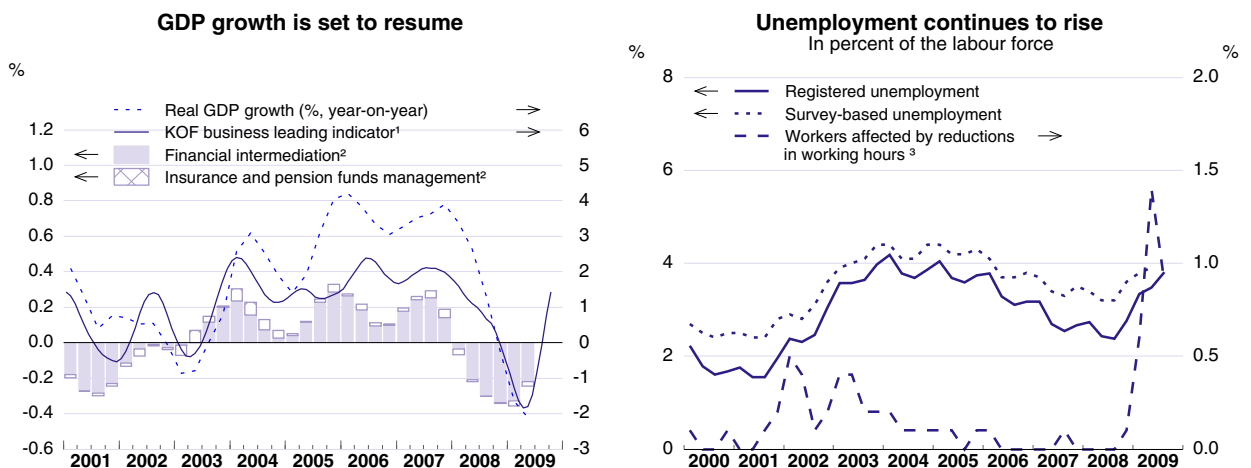 GDP growth is set to resume
%
Real GDP growth (%, year-on-year)
KOF business leading indicator¹
Financial intermediation²
Insurance and pension funds management²
1.2
1.0
0.8
0.6
0.4
0.2
0.0
-0.2
-0.4
-0.6
6
5
4
3
2
1
0
-1
-2
-3
2001 2002 2003 2004 2005 2006 2007 2008 2009
Unemployment continues to rise
In percent of the labour force
% %
Registered unemployment
Survey-based unemployment
Workers affected by reductions
in working hours ³
8
6
4
2
0
2.0
1.5
1.0
0.5
0.0
2000 2001 2002 2003 2004 2005 2006 2007 2008 2009